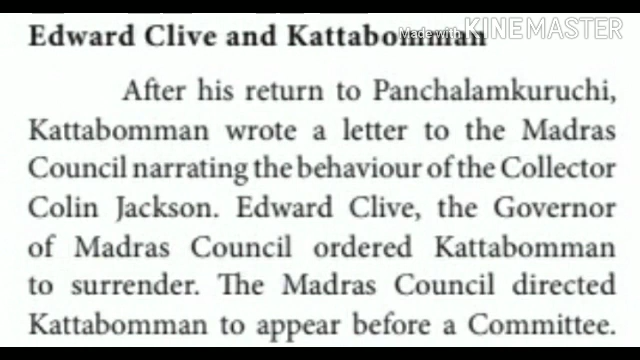 Made with KINEMASTER
Edward Clive and Kattabomman
After his return to Panchalamkuruchi,
Kattabomman wrote a letter to the Madras
Council narrating the behaviour of the Collector
Colin Jackson. Edward Clive, the Governor
of Madras Council ordered Kattabomman
to surrender. The Madras Council directed
Kattabomman to appear before a Committee.